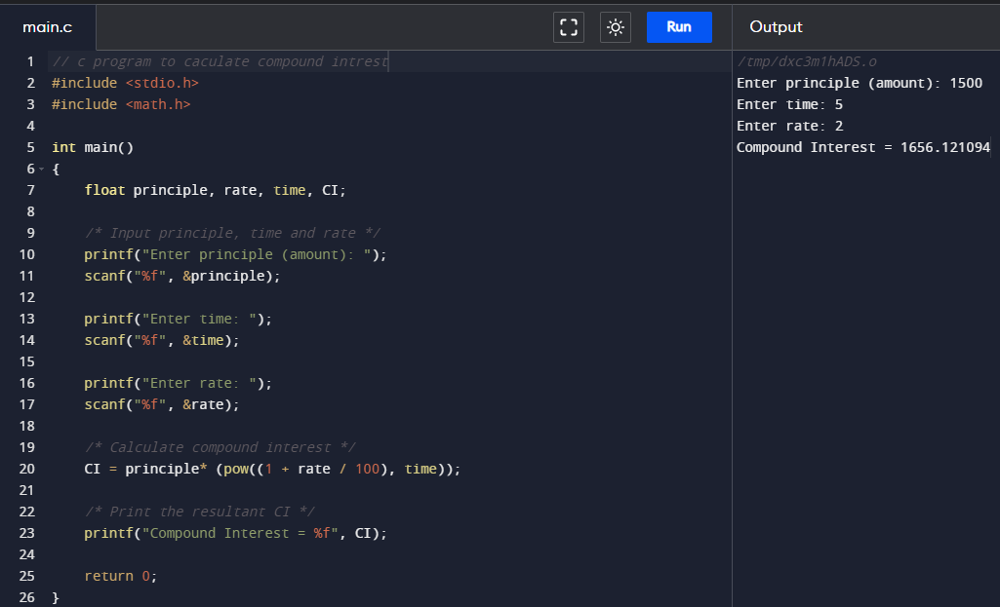 main.c
Run
Output
1 // c program to caculate compound intrest
2 #include <stdio.h>
3 #include <math.h>
4
5 int main()
6 {
7 float principle, rate, time, CI;
8
9 /* Input principle, time and rate */
10 printf("Enter principle (amount): ");
11 scanf("%f", &principle);
12
13 printf("Enter time: ");
14 scanf("%f", &time);
15
16 printf("Enter rate: ");
17 scanf("%f", &rate);
18
19 /* Calculate compound interest */
20 CI = principle* (pow((1 + rate / 100), time));
21
22 /* Print the resultant CI */
23 printf("Compound Interest = %f", CI);
24
25 return 0;
26 }
/tmp/dxc3m1hADS.o
Enter principle (amount): 1500
Enter time: 5
Enter rate: 2
Compound Interest = 1656.121094